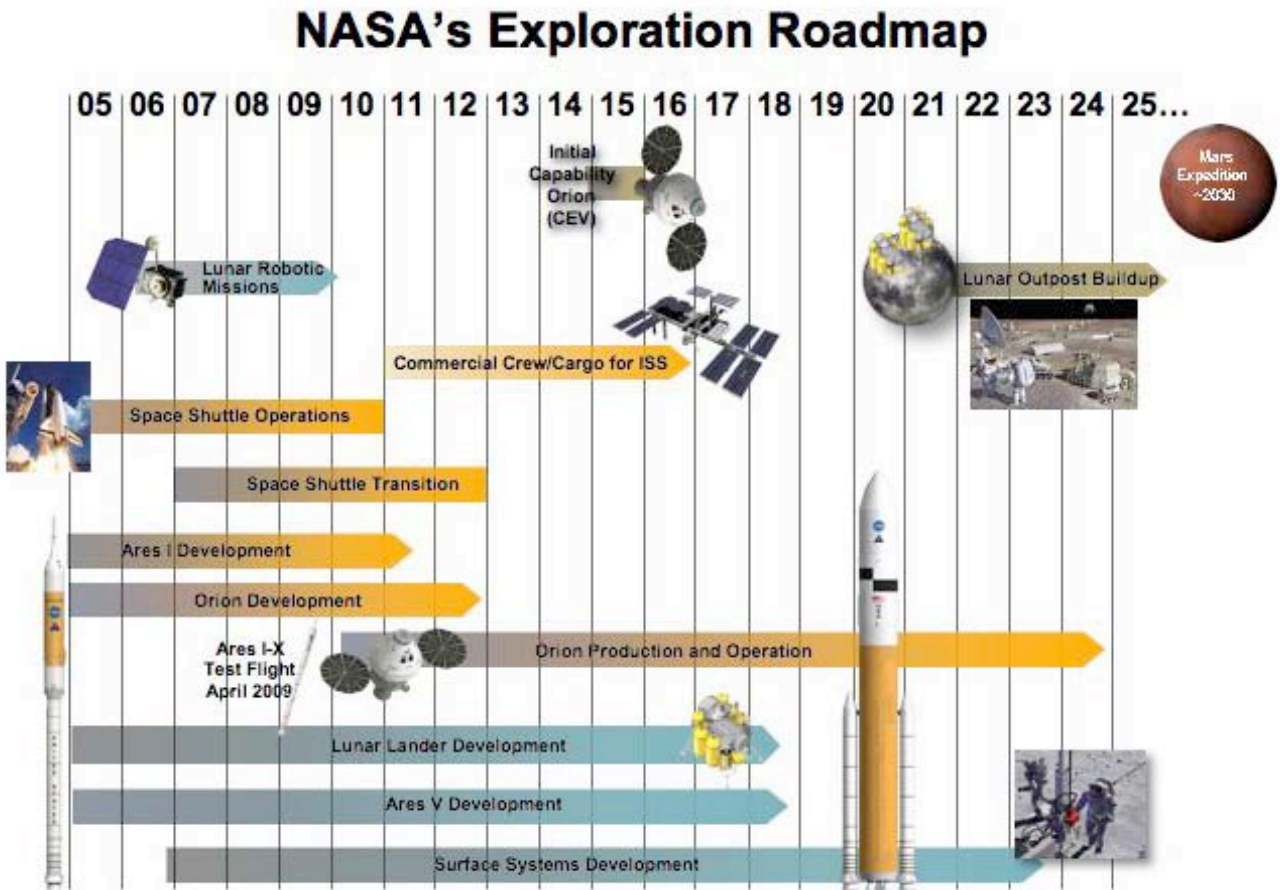 NASA's Exploration Roadmap
05 06 07 08 09 10 11 12 13 14 15 16 17 18 19 20 21 22 23 24 25...
Initial
Capability
Orion
(CEV)
Mars
Expedition
~2030
Lunar Robotic
Missions
Lunar Outpost Buildup
Commercial Crew/Cargo for ISS
Space Shuttle Operations
Space Shuttle Transition
Ares I Development
Orion Development
Ares I-X
Test Flight
April 2009
Orion Production and Operation
Lunar Lander Development
Ares V Development
Surface Systems Development